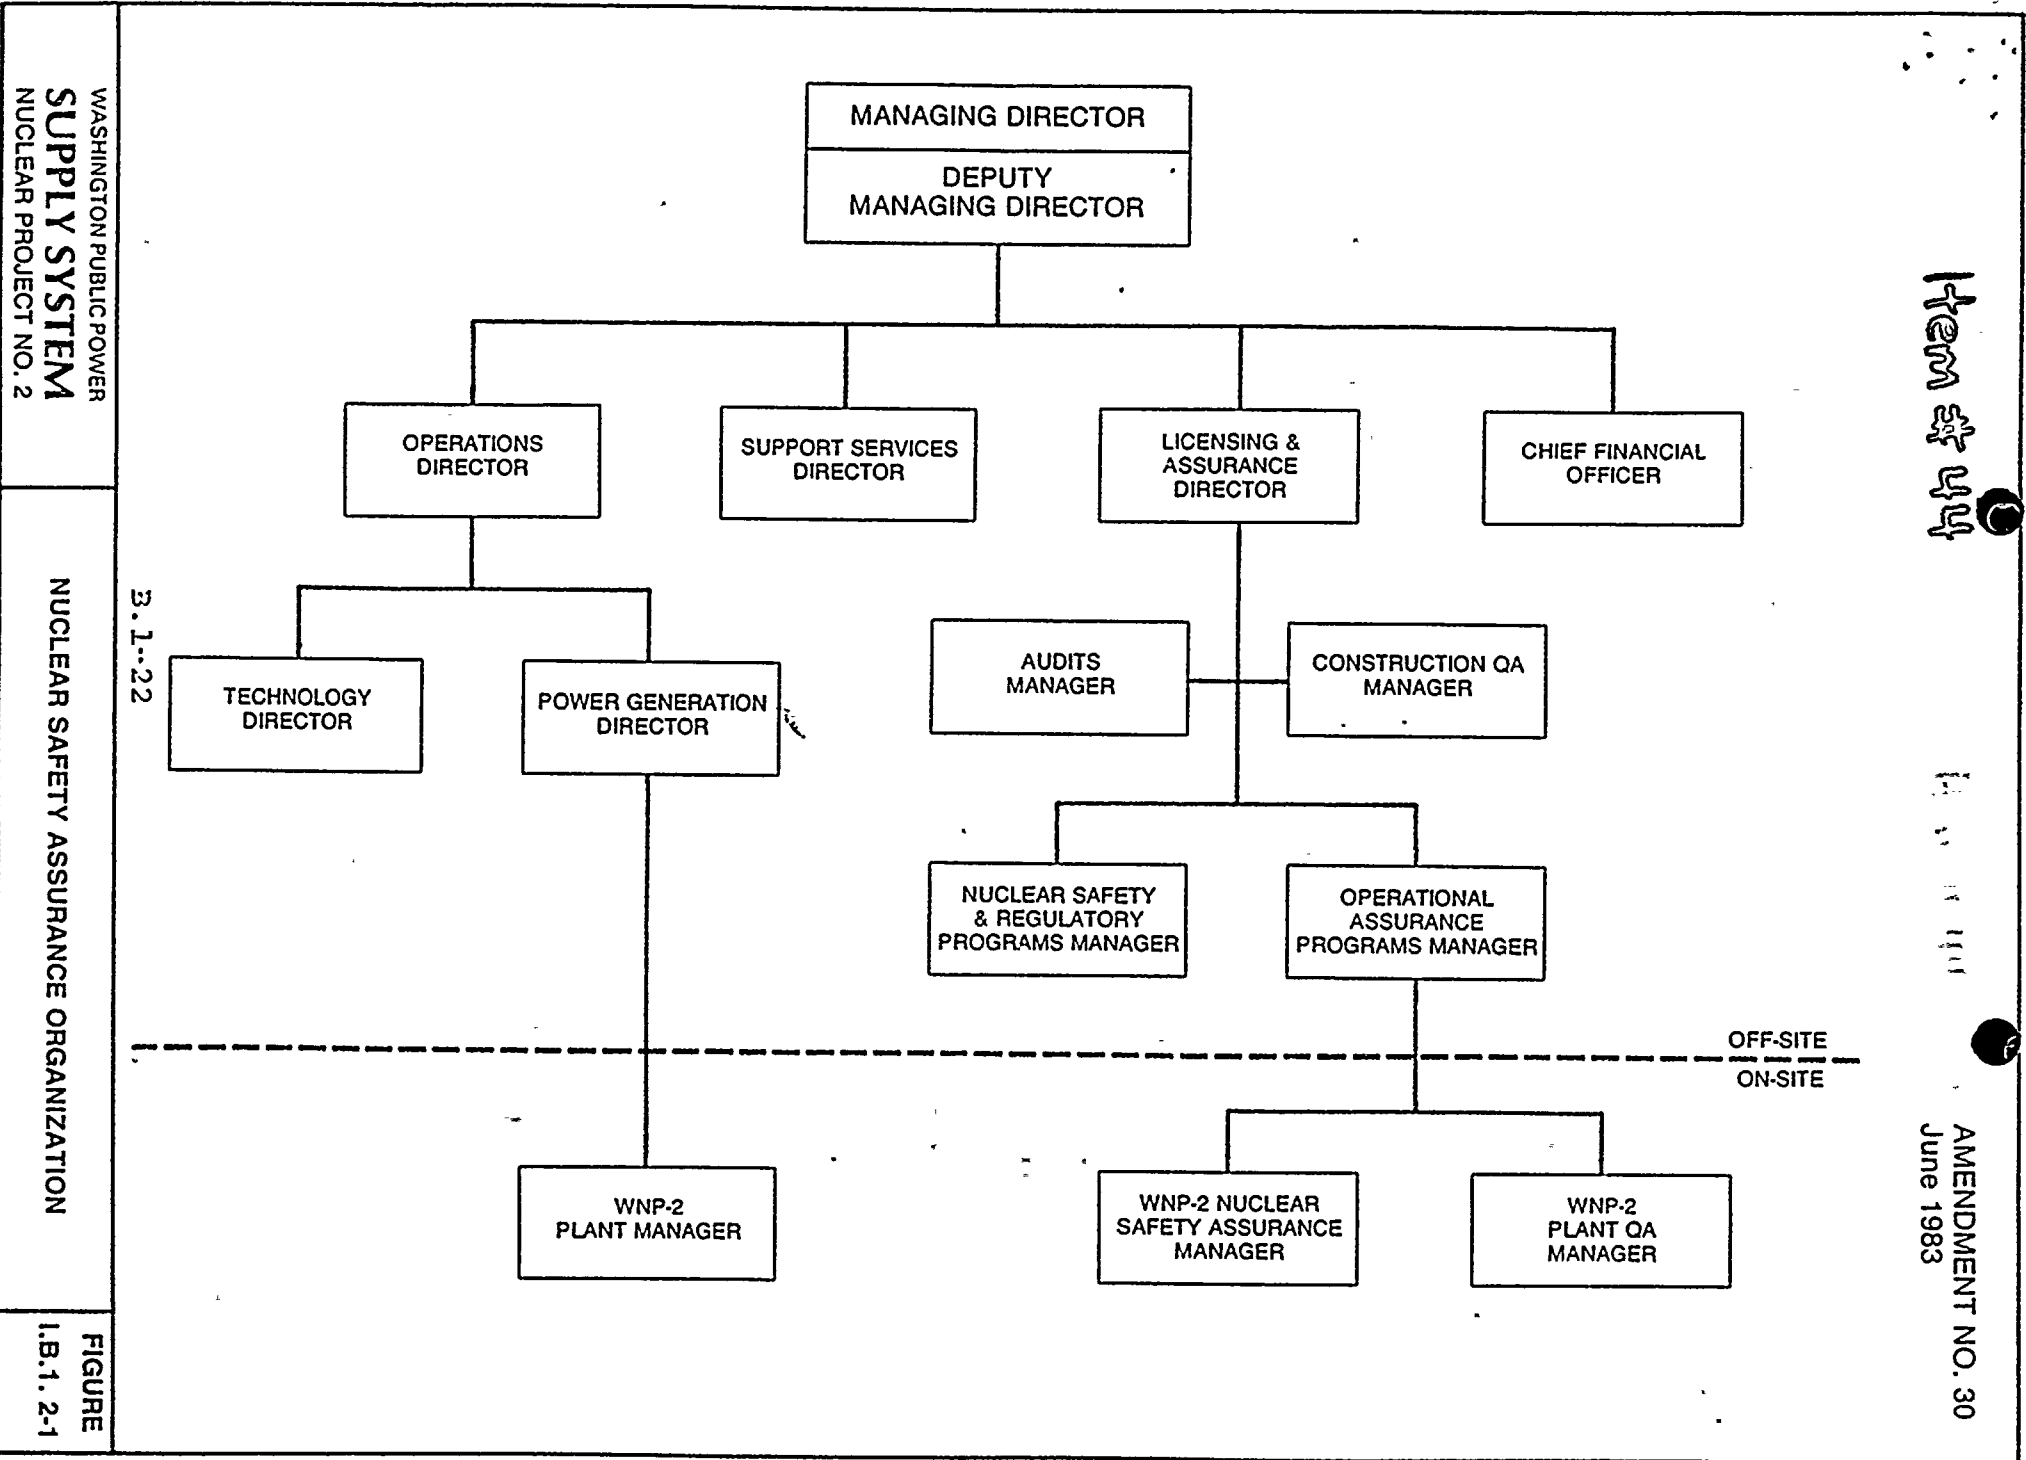 MANAGING DIRECTOR
DEPUTY
MANAGING DIRECTOR
OPERATIONS
DIRECTOR
SUPPORT SERVICES
DIRECTOR
LICENSING &
ASSURANCE
DIRECTOR
CHIEF FINANCIAL
OFFICER
TECHNOLOGY
DIRECTOR
POWER GENERATION
DIRECTOR
AUDITS
MANAGER
CONSTRUCTION QA
MANAGER
NUCLEAR SAFETY
& REGULATORY
PROGRAMS MANAGER
OPERATIONAL
ASSURANCE
PROGRAMS MANAGER
OFF-SITE
ON-SITE
WNP-2
PLANT MANAGER
WNP-2 NUCLEAR
SAFETY ASSURANCE
MANAGER
WNP-2
PLANT QA
MANAGER
Item # 44
AMENDMENT NO. 30
June 1983
B.1--22
WASHINGTON PUBLIC POWER
SUPPLY SYSTEM
NUCLEAR PROJECT NO. 2
NUCLEAR SAFETY ASSURANCE ORGANIZATION
FIGURE
I.B.1. 2-1